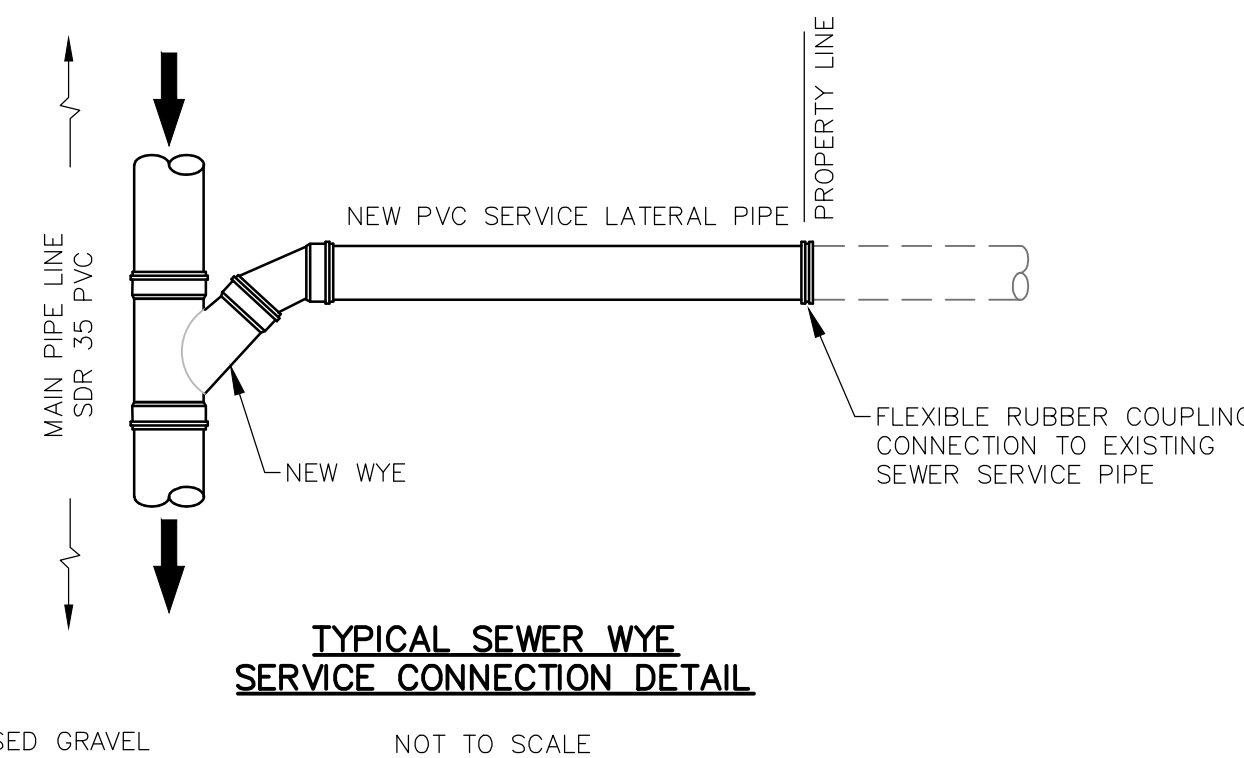 PROPERTY LINE
NEW PVC SERVICE LATERAL PIPE
MAIN PIPE LINE
SDR 35 PVC
FLEXIBLE RUBBER COUPLING
CONNECTION TO EXISTING
SEWER SERVICE PIPE
NEW WYE
TYPICAL SEWER WYE
SERVICE CONNECTION DETAIL
GRAVEL
NOT TO SCALE